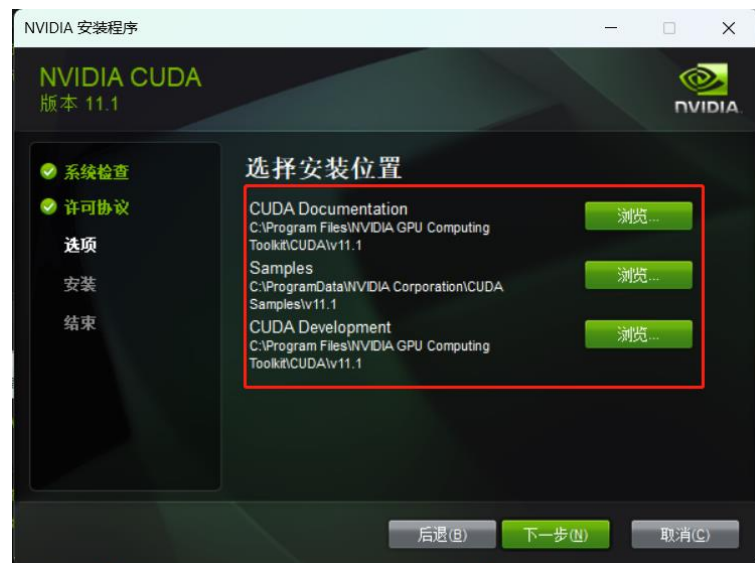 NVIDIA 安装程序
NVIDIA CUDA
版本 11.1
NVIDIA.
系统检查
许可协议
选项
安装
结束
选择安装位置
CUDA Documentation
C:\Program Files\NVIDIA GPU Computing
Toolkit\CUDA\v11.1
浏览...
Samples
C:\ProgramData\NVIDIA Corporation\CUDA
Samples\v11.1
浏览...
CUDA Development
C:\Program Files\NVIDIA GPU Computing
Toolkit\CUDA\v11.1
浏览...
后退(B)
下一步(N)
取消(C)